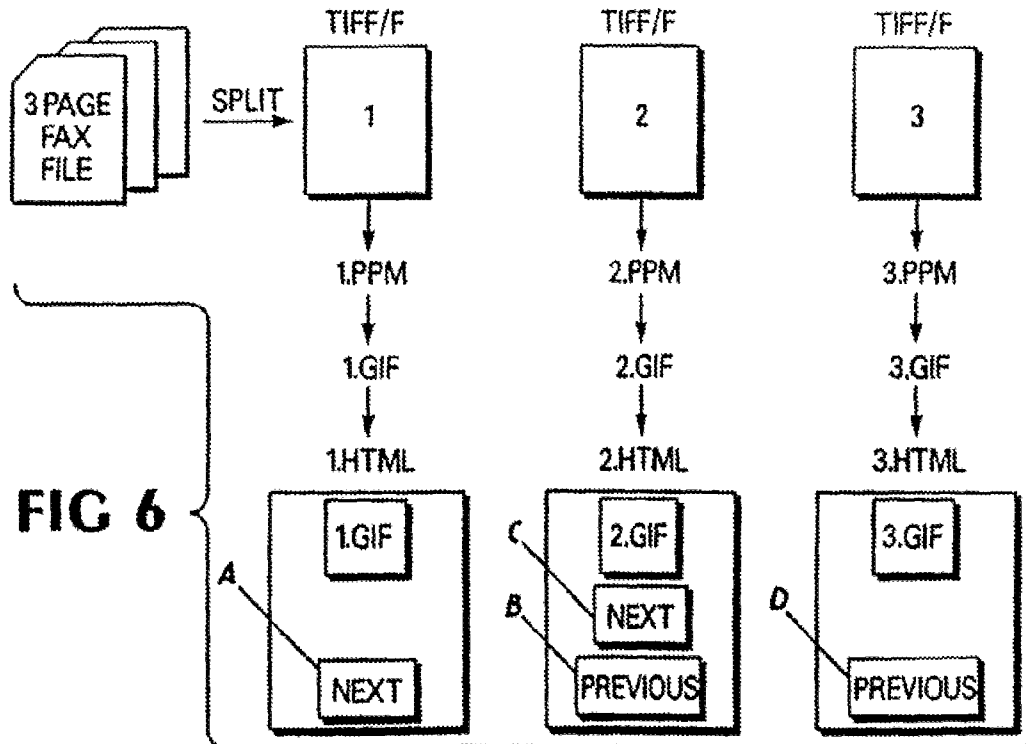 TIFF/F TIFF/F TIFF/F
3 PAGE
FAX
FILE
SPLIT
1 2 3
1.PPM 2.PPM 3.PPM
1.GIF 2.GIF 3.GIF
1.HTML 2.HTML 3.HTML
FIG 6
1.GIF 2.GIF 3.GIF
A C B D
NEXT
NEXT
PREVIOUS
PREVIOUS